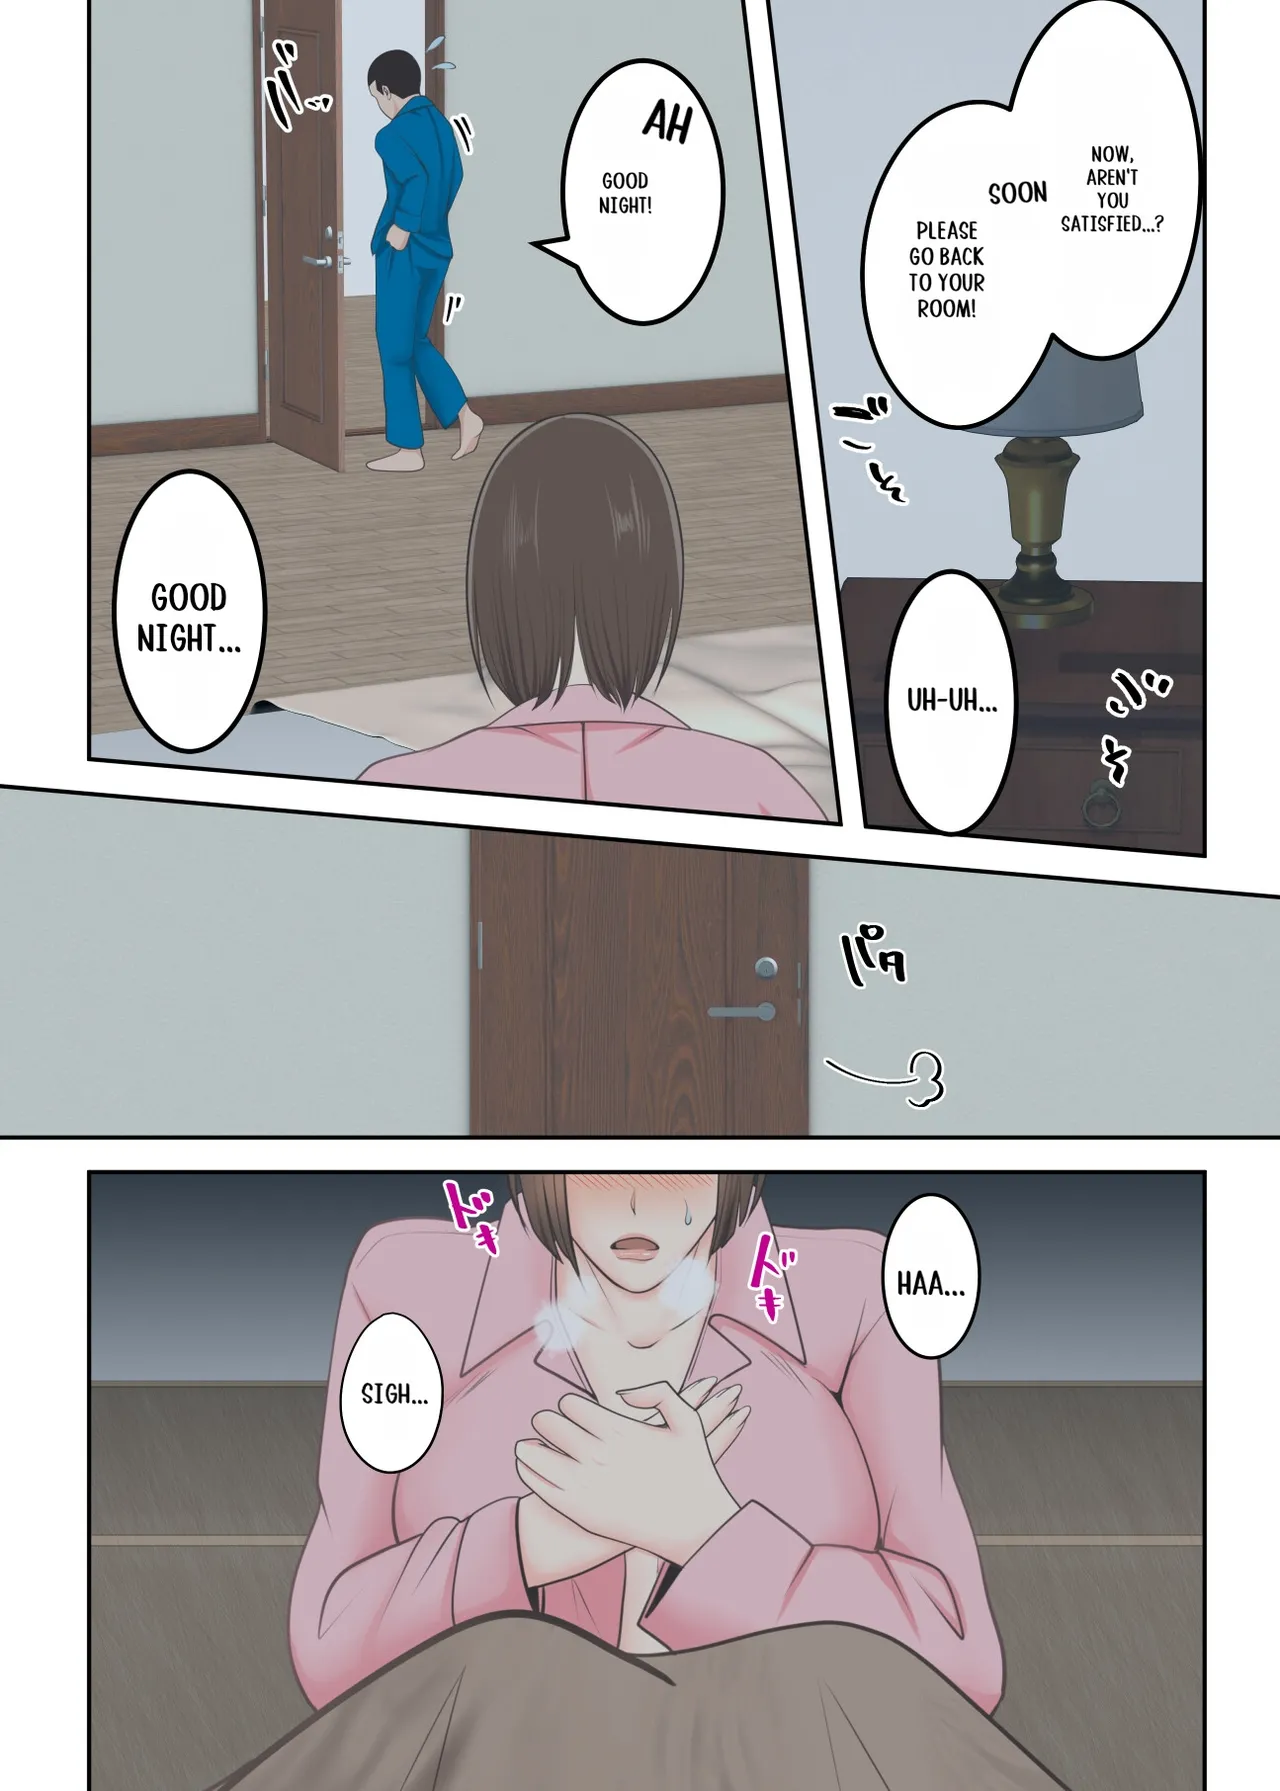 NOW,
AREN'T
YOU
SATISFIED...?
SOON
PLEASE
GO BACK
TO YOUR
ROOM!
UH-UH...
AH
GOOD
NIGHT!
GOOD
NIGHT...
パタ
ドキ
ドキ
HAA...
SIGH...